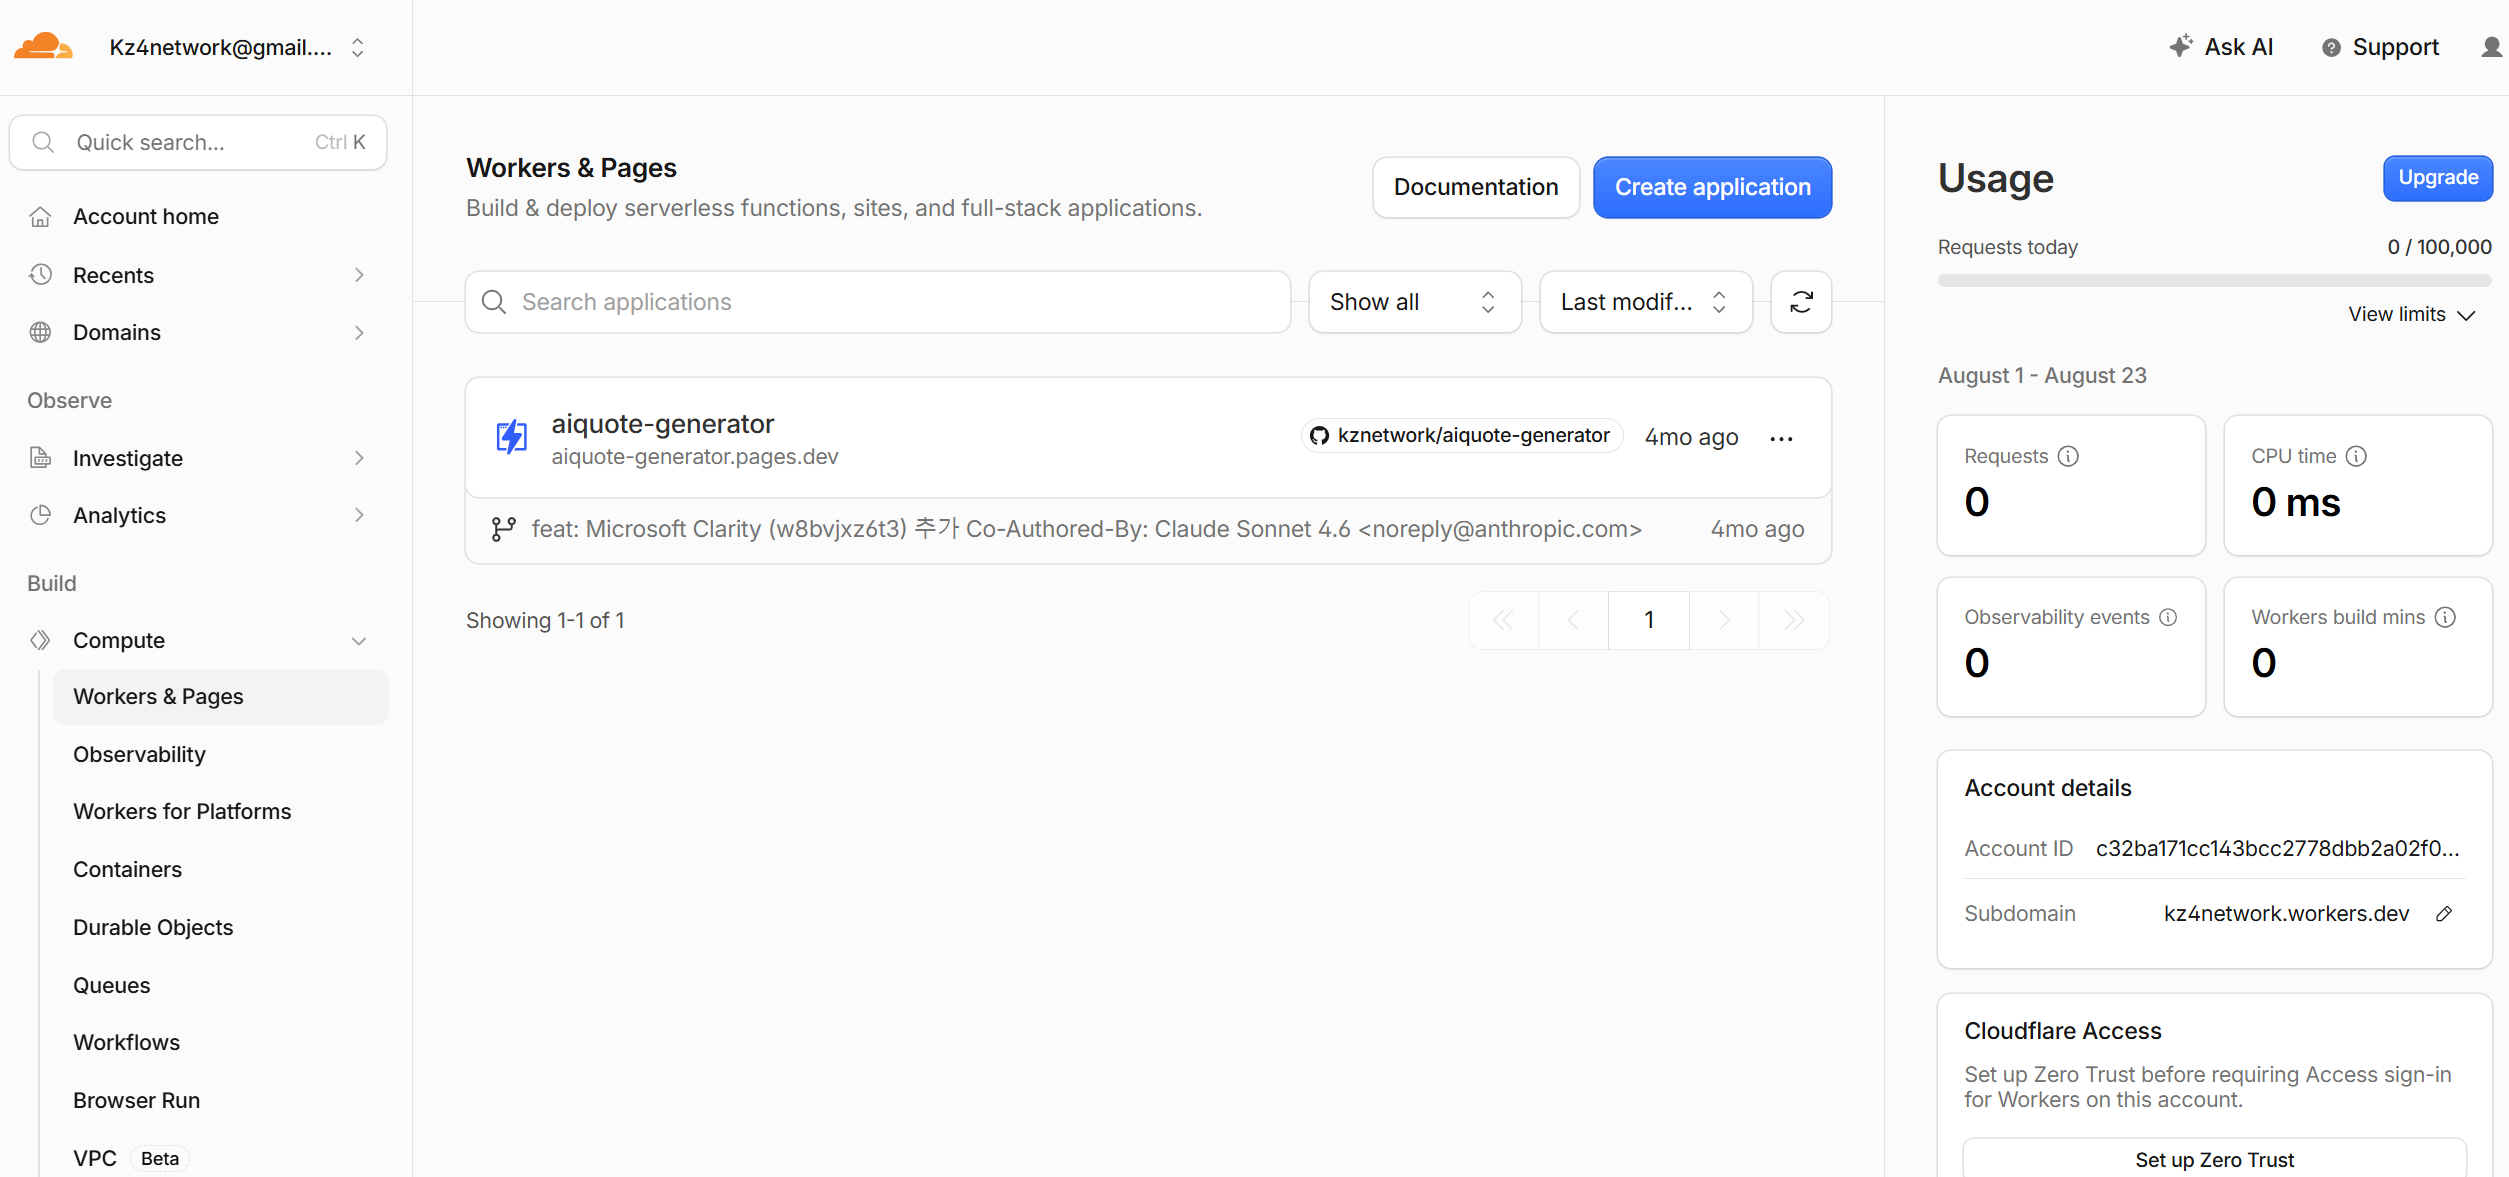 Kz4network@gmail....
Ask AI
Support
Quick search...
Ctrl K
Account home
Recents
Domains
Observe
Investigate
Analytics
Build
Compute
Workers & Pages
Observability
Workers for Platforms
Containers
Durable Objects
Queues
Workflows
Browser Run
VPC Beta
Workers & Pages
Build & deploy serverless functions, sites, and full-stack applications.
Documentation
Create application
Search applications
Show all
Last modif...
aiquote-generator
aiquote-generator.pages.dev
kznetwork/aiquote-generator
4mo ago
feat: Microsoft Clarity (w8bvjxz6t3) 추가 Co-Authored-By: Claude Sonnet 4.6 <noreply@anthropic.com>
4mo ago
Showing 1-1 of 1
1
Usage
Upgrade
Requests today
0 / 100,000
View limits
August 1 - August 23
Requests
0
CPU time
0 ms
Observability events
0
Workers build mins
0
Account details
Account ID c32ba171cc143bcc2778dbb2a02f0...
Subdomain kz4network.workers.dev
Cloudflare Access
Set up Zero Trust before requiring Access sign-in
for Workers on this account.
Set up Zero Trust